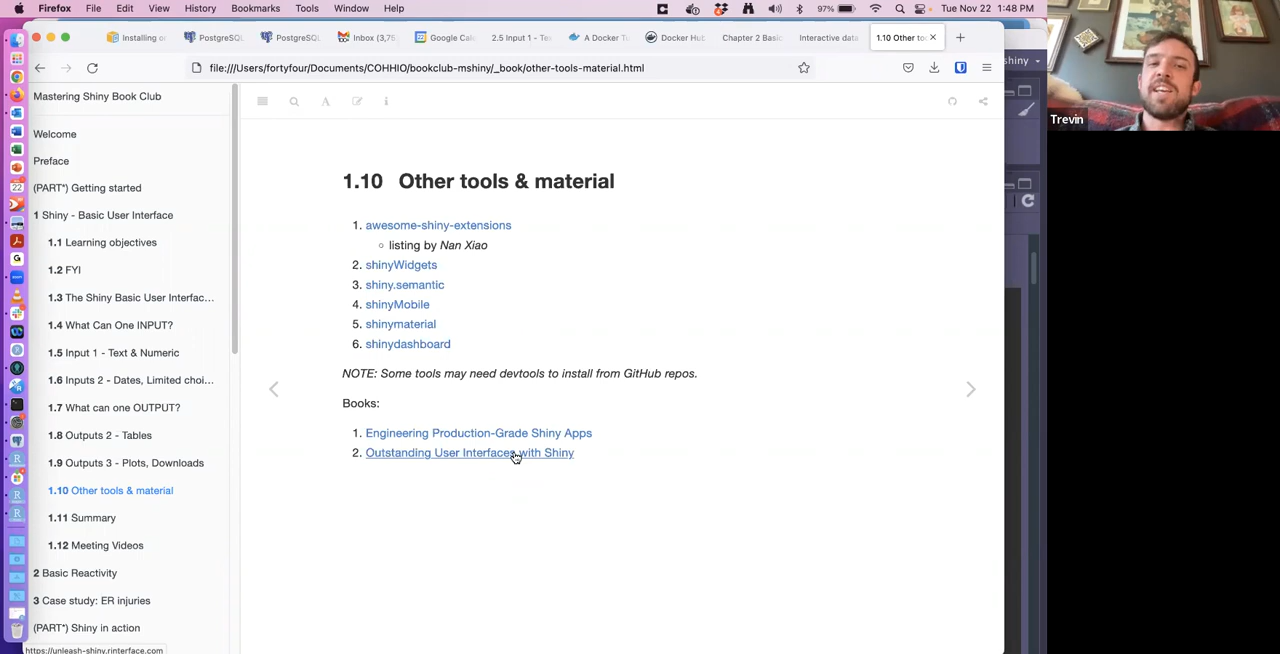 Firefox File Edit View History Bookmarks Tools Window Help 97% Tue Nov 22 1:48 PM
Installing PostgreSQL PostgreSQL Inbox (3,75 Google Cal 2.5 Input 1 - Te A Docker Tu Docker Hub Chapter 2 Basic Interactive data 1.10 Other to
file:///Users/fortyfour/Documents/COHHIO/bookclub-mshiny/_book/other-tools-material.html
shiny
Trevin
Mastering Shiny Book Club
Welcome
Preface
(PART*) Getting started
1 Shiny - Basic User Interface
1.1 Learning objectives
1.2 FYI
1.3 The Shiny Basic User Interfac...
1.4 What Can One INPUT?
1.5 Input 1 - Text & Numeric
1.6 Inputs 2 - Dates, Limited choi...
1.7 What can one OUTPUT?
1.8 Outputs 2 - Tables
1.9 Outputs 3 - Plots, Downloads
1.10 Other tools & material
1.11 Summary
1.12 Meeting Videos
2 Basic Reactivity
3 Case study: ER injuries
(PART*) Shiny in action
https://unleash-shiny.rinterface.com
1.10 Other tools & material
1. awesome-shiny-extensions
listing by Nan Xiao
2. shinyWidgets
3. shiny.semantic
4. shinyMobile
5. shinymaterial
6. shinydashboard
NOTE: Some tools may need devtools to install from GitHub repos.
Books:
1. Engineering Production-Grade Shiny Apps
2. Outstanding User Interfaces with Shiny